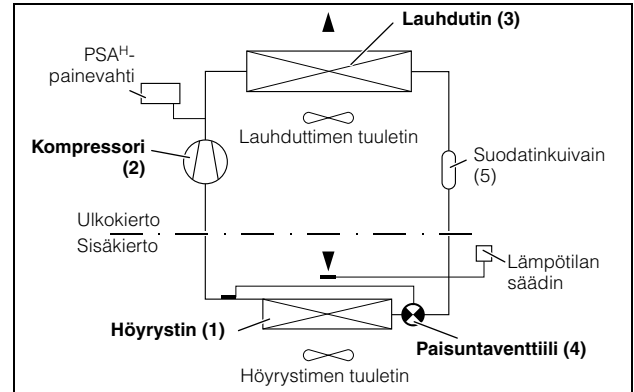 Lauhdutin (3)
PSAᴴ-
painevahti
Lauhduttimen tuuletin
Kompressori
(2)
Suodatinkuivain
(5)
Ulkokierto
Sisäkierto
Lämpötilan
säädin
Höyrystin (1)
Paisuntaventtiili (4)
Höyrystimen tuuletin